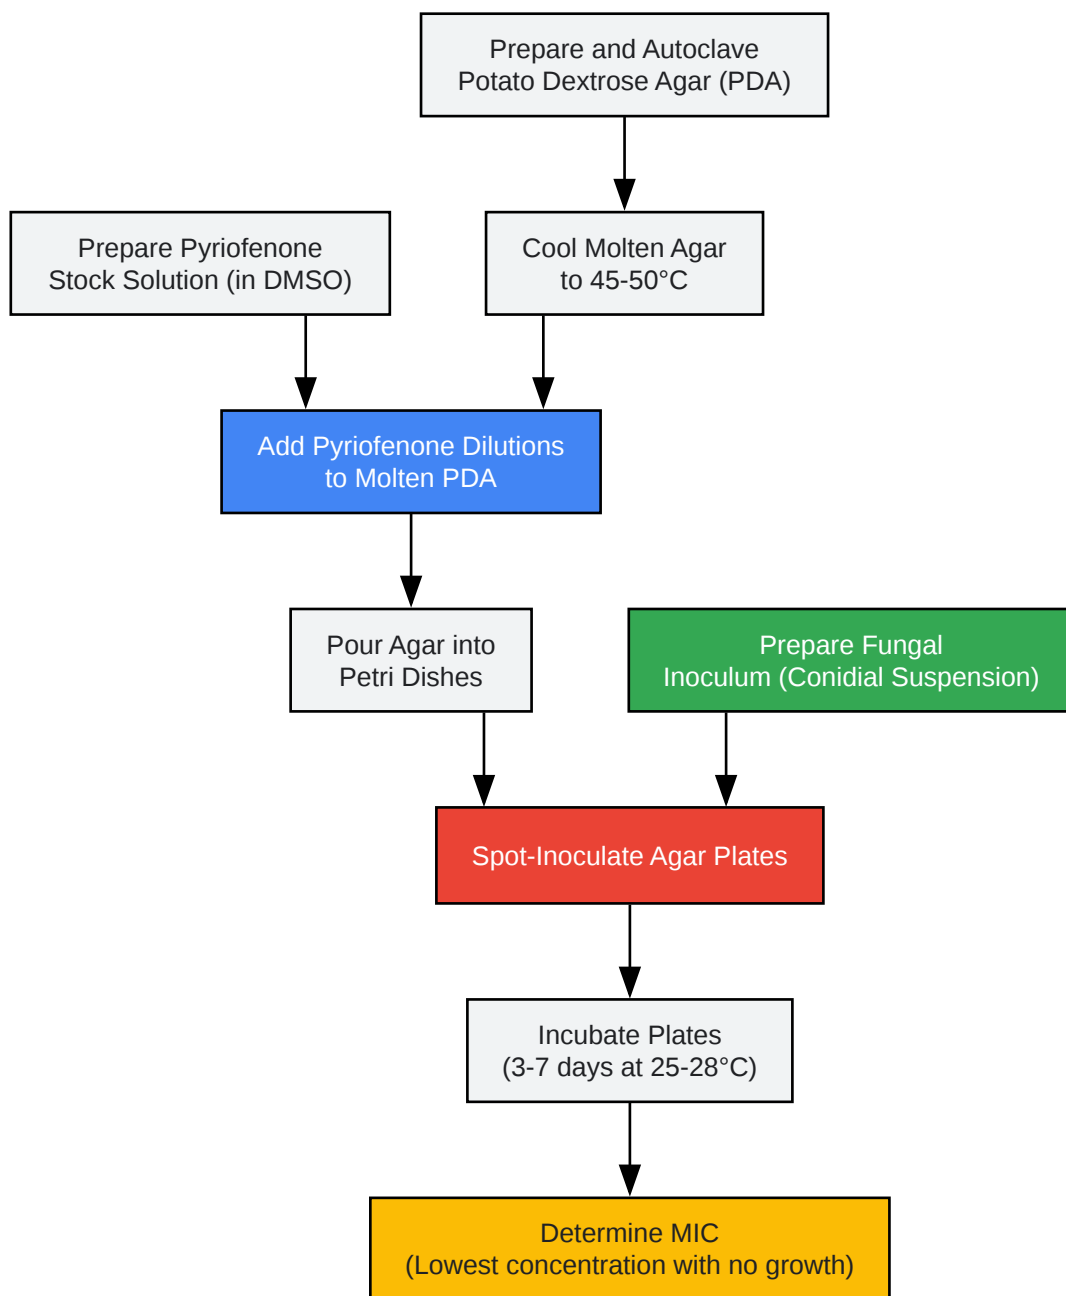 Prepare and Autoclave
Potato Dextrose Agar (PDA)
Prepare Pyriofenone
Stock Solution (in DMSO)
Cool Molten Agar
to 45-50°C
Add Pyriofenone Dilutions
to Molten PDA
Pour Agar into
Petri Dishes
Prepare Fungal
Inoculum (Conidial Suspension)
Spot-Inoculate Agar Plates
Incubate Plates
(3-7 days at 25-28°C)
Determine MIC
(Lowest concentration with no growth)